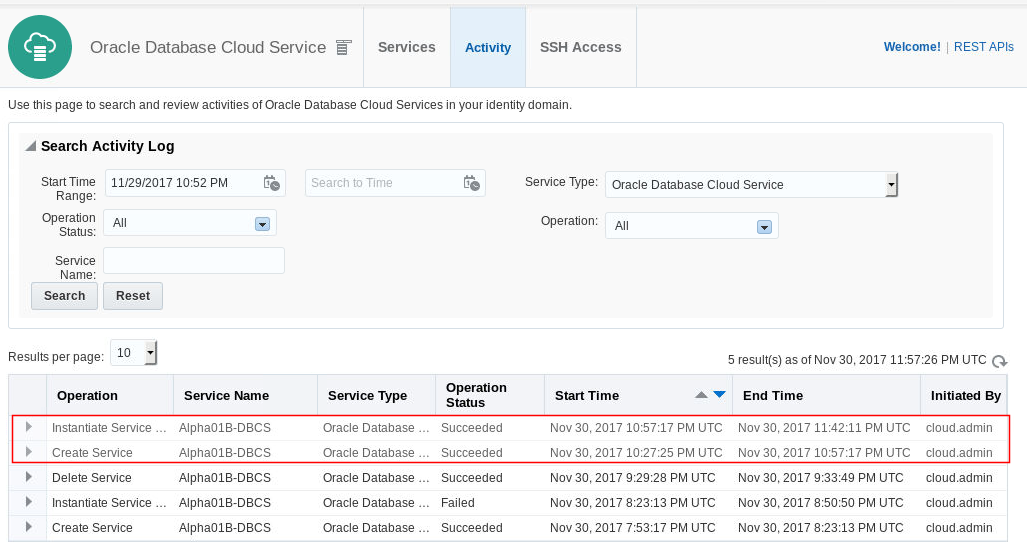 Oracle Database Cloud Service
Services
Activity
SSH Access
Welcome! | REST APIs
Use this page to search and review activities of Oracle Database Cloud Services in your identity domain.
Search Activity Log
Start Time Range:
11/29/2017 10:52 PM
Search to Time
Service Type:
Oracle Database Cloud Service
Operation Status:
All
Operation:
All
Service Name:
Search
Reset
Results per page: 10
5 result(s) as of Nov 30, 2017 11:57:26 PM UTC
Operation Service Name Service Type Operation Status Start Time End Time Initiated By
Instantiate Service ... Alpha01B-DBCS Oracle Database ... Succeeded Nov 30, 2017 10:57:17 PM UTC Nov 30, 2017 11:42:11 PM UTC cloud.admin
Create Service Alpha01B-DBCS Oracle Database ... Succeeded Nov 30, 2017 10:27:25 PM UTC Nov 30, 2017 10:57:17 PM UTC cloud.admin
Delete Service Alpha01B-DBCS Oracle Database ... Succeeded Nov 30, 2017 9:29:28 PM UTC Nov 30, 2017 9:33:49 PM UTC cloud.admin
Instantiate Service ... Alpha01B-DBCS Oracle Database ... Failed Nov 30, 2017 8:23:13 PM UTC Nov 30, 2017 8:50:50 PM UTC cloud.admin
Create Service Alpha01B-DBCS Oracle Database ... Succeeded Nov 30, 2017 7:53:17 PM UTC Nov 30, 2017 8:23:13 PM UTC cloud.admin